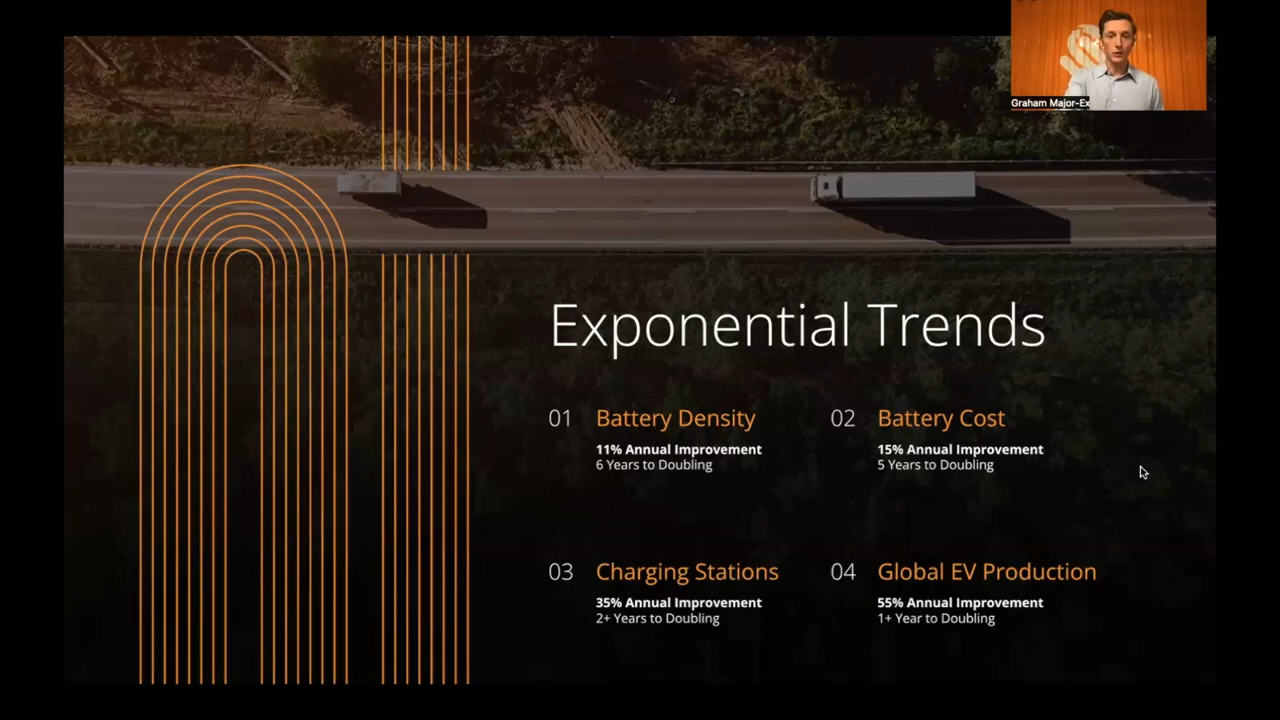 Graham Major-Ex
Exponential Trends
01 Battery Density
11% Annual Improvement
6 Years to Doubling
02 Battery Cost
15% Annual Improvement
5 Years to Doubling
03 Charging Stations
35% Annual Improvement
2+ Years to Doubling
04 Global EV Production
55% Annual Improvement
1+ Year to Doubling